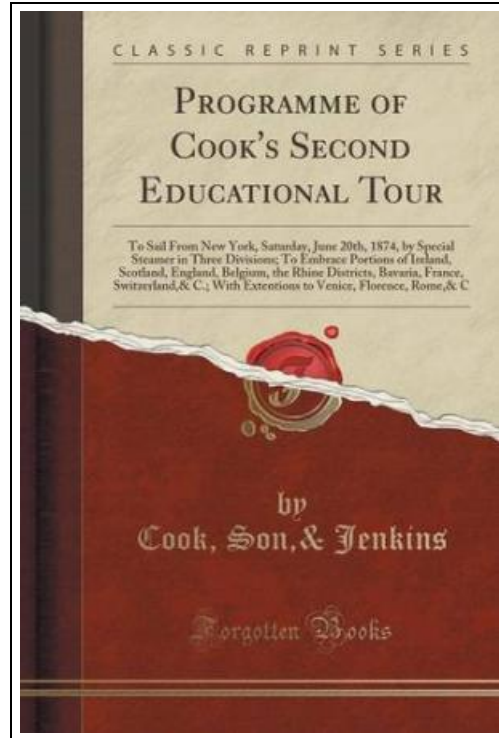 CLASSIC REPRINT SERIES
PROGRAMME OF
COOK'S SECOND
EDUCATIONAL TOUR
To Sail From New York, Saturday, June 20th, 1874, by Special
Steamer in Three Divisions; To Embrace Portions of Ireland,
Scotland, England, Belgium, the Rhine Districts, Bavaria, France,
Switzerland,& C.; With Extentions to Venice, Florence, Rome,& C
by
Cook, Son,& Jenkins
Forgotten Books